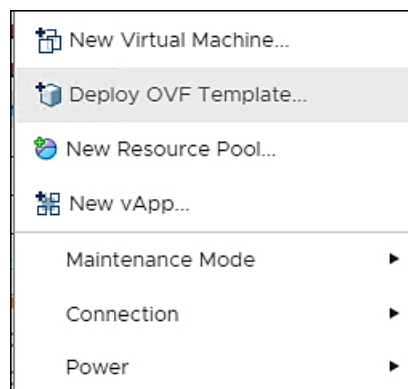 New Virtual Machine...
Deploy OVF Template...
New Resource Pool...
New vApp...
Maintenance Mode
Connection
Power